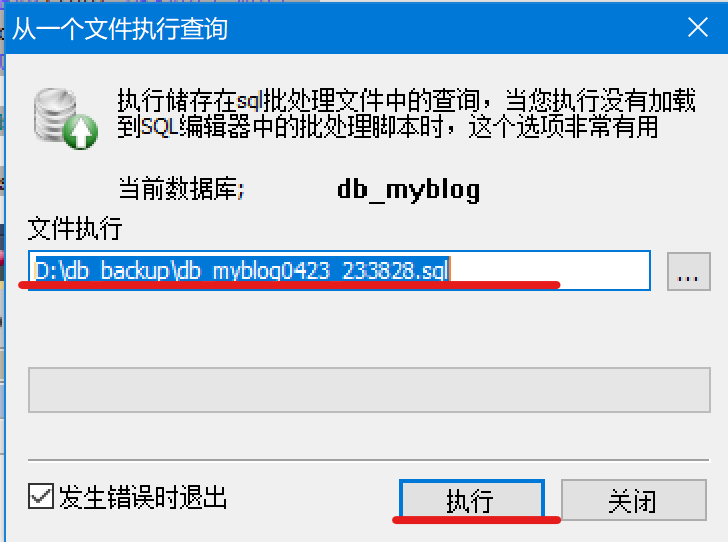 从一个文件执行查询
执行储存在sql批处理文件中的查询，当您执行没有加载
到SQL编辑器中的批处理脚本时，这个选项非常有用
当前数据库; db_myblog
文件执行
D:\db_backup\db_myblog0423_233828.sql
...
发生错误时退出
执行
关闭